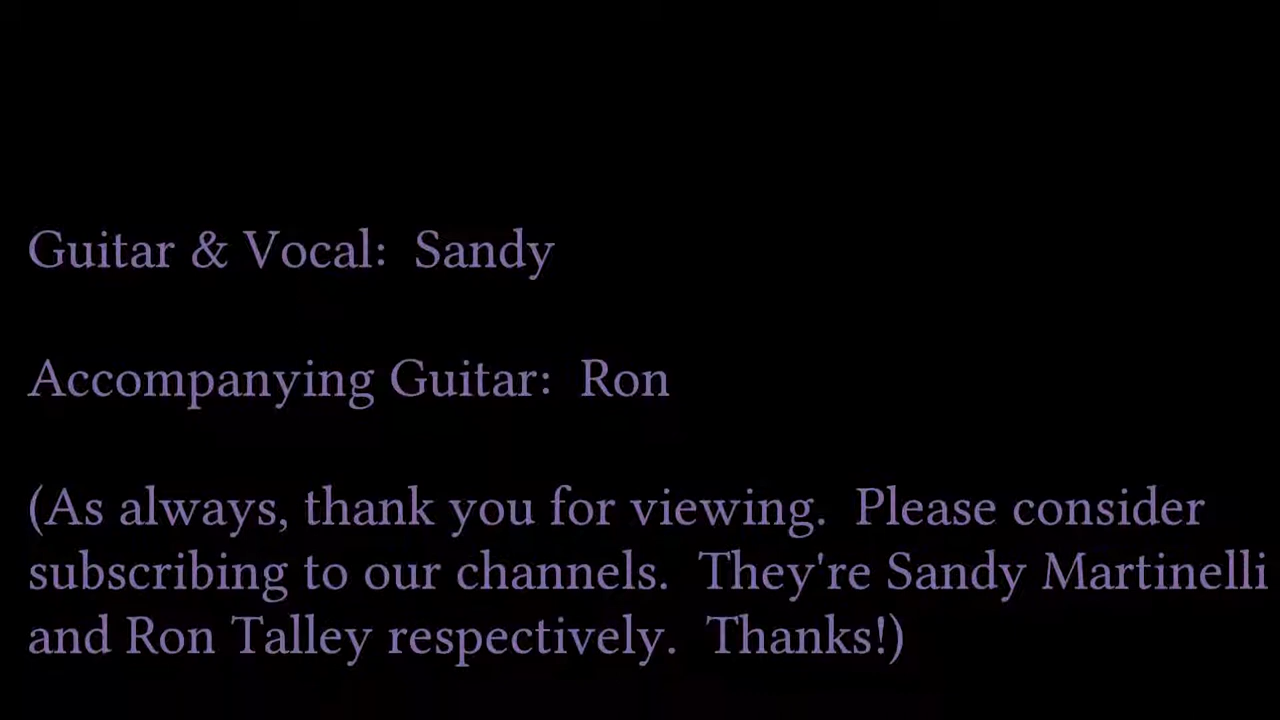 Guitar & Vocal:  Sandy
Accompanying Guitar:  Ron
(As always, thank you for viewing.  Please consider
subscribing to our channels.  They're Sandy Martinelli
and Ron Talley respectively.  Thanks!)